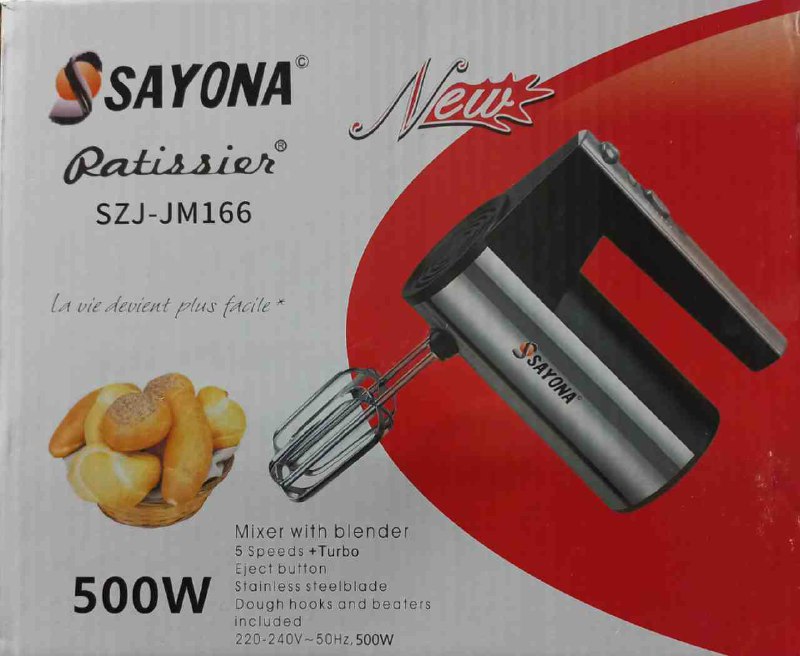 SAYONA©
New
Patissier®
SZJ-JM166
La vie devient plus facile*
SAYONA
Mixer with blender
5 Speeds +Turbo
Eject button
Stainless steelblade
Dough hooks and beaters
included
220-240V~50Hz, 500W
500W